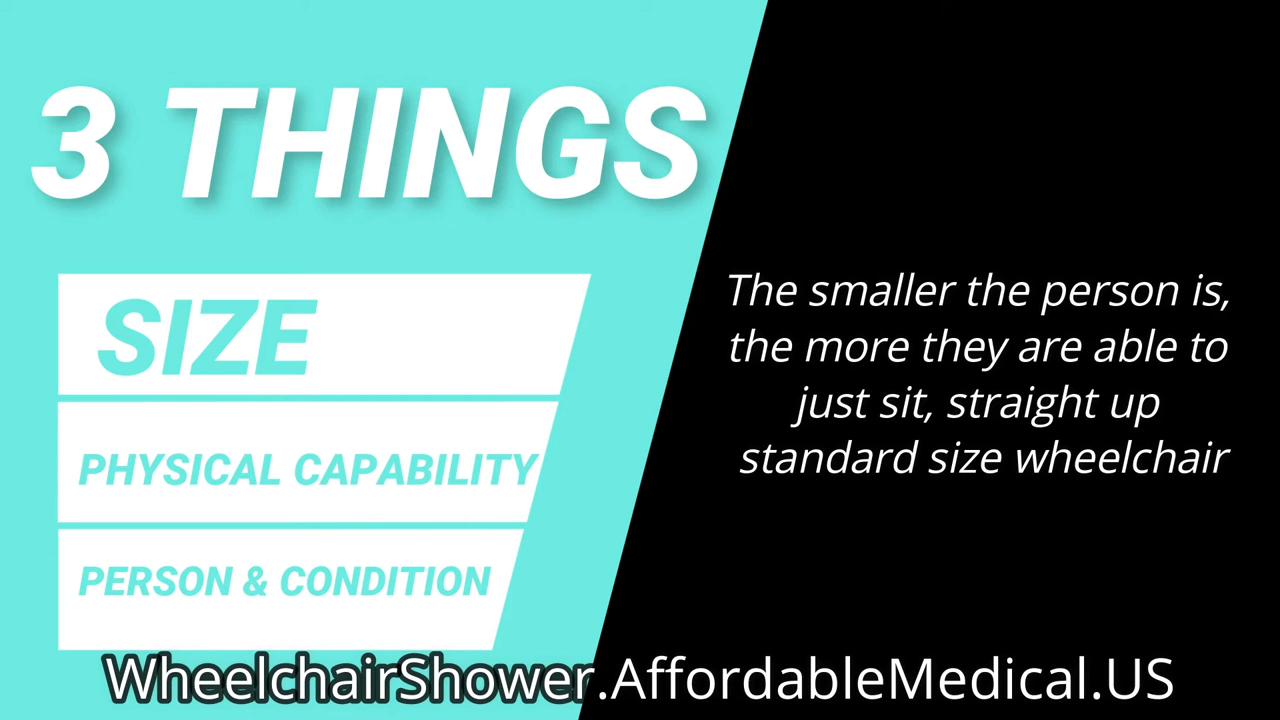 3 THINGS
SIZE
PHYSICAL CAPABILITY
PERSON & CONDITION
The smaller the person is,
the more they are able to
just sit, straight up
standard size wheelchair
WheelchairShower.AffordableMedical.US